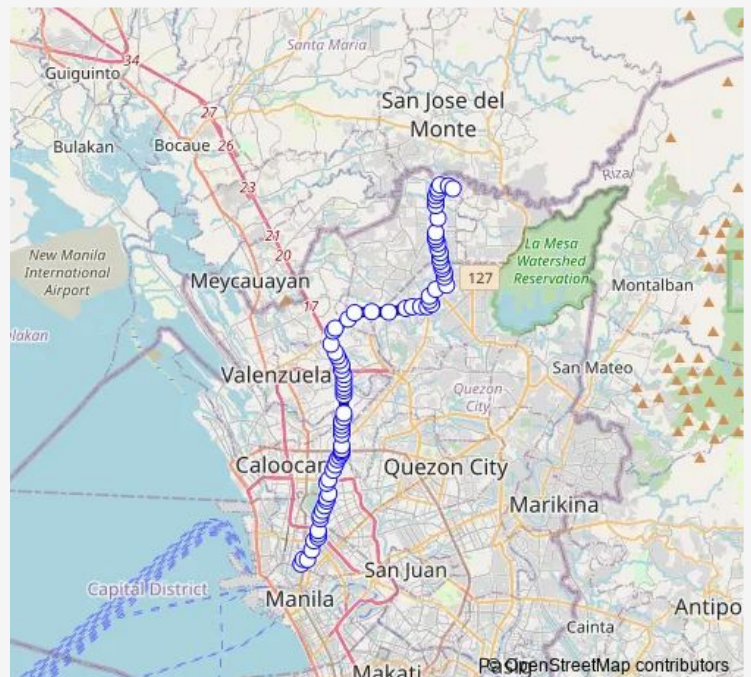 Santa Maria
34
Guiguinto
San Jose del
Monte
27
Bulakan
Bocaue 26
23
Rizal
New Manila
International
Airport
21
20
La Mesa
Watershed
Reservation
Meycauayan
127
Montalban
17
ulakan
San Mateo
Valenzuela
Quezon
City
Caloocan
Quezon City
Marikina
San Juan
Capital District
Manila
Antipo
Cainta
Makati
OpenStreetMap contributors